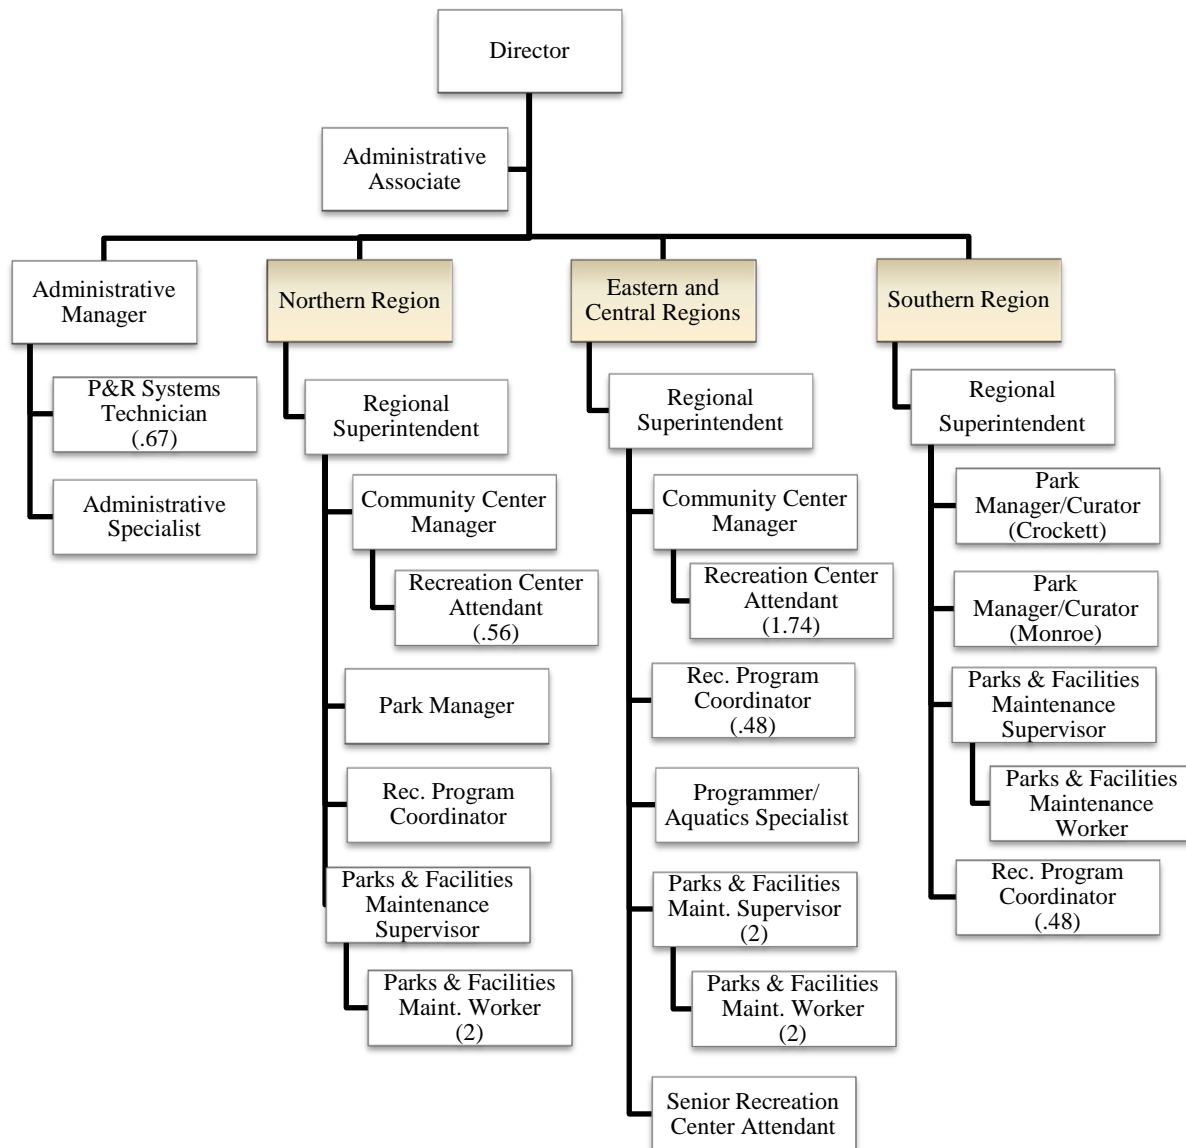 Director
Administrative
Associate
Administrative
Manager
P&R Systems
Technician
(.67)
Administrative
Specialist
Northern Region
Regional
Superintendent
Community Center
Manager
Recreation Center
Attendant
(.56)
Park Manager
Rec. Program
Coordinator
Parks & Facilities
Maintenance
Supervisor
Parks & Facilities
Maint. Worker
(2)
Eastern and
Central Regions
Regional
Superintendent
Community Center
Manager
Recreation Center
Attendant
(1.74)
Rec. Program
Coordinator
(.48)
Programmer/
Aquatics Specialist
Parks & Facilities
Maint. Supervisor
(2)
Parks & Facilities
Maint. Worker
(2)
Senior Recreation
Center Attendant
Southern Region
Regional
Superintendent
Park
Manager/Curator
(Crockett)
Park
Manager/Curator
(Monroe)
Parks & Facilities
Maintenance
Supervisor
Parks & Facilities
Maintenance
Worker
Rec. Program
Coordinator
(.48)